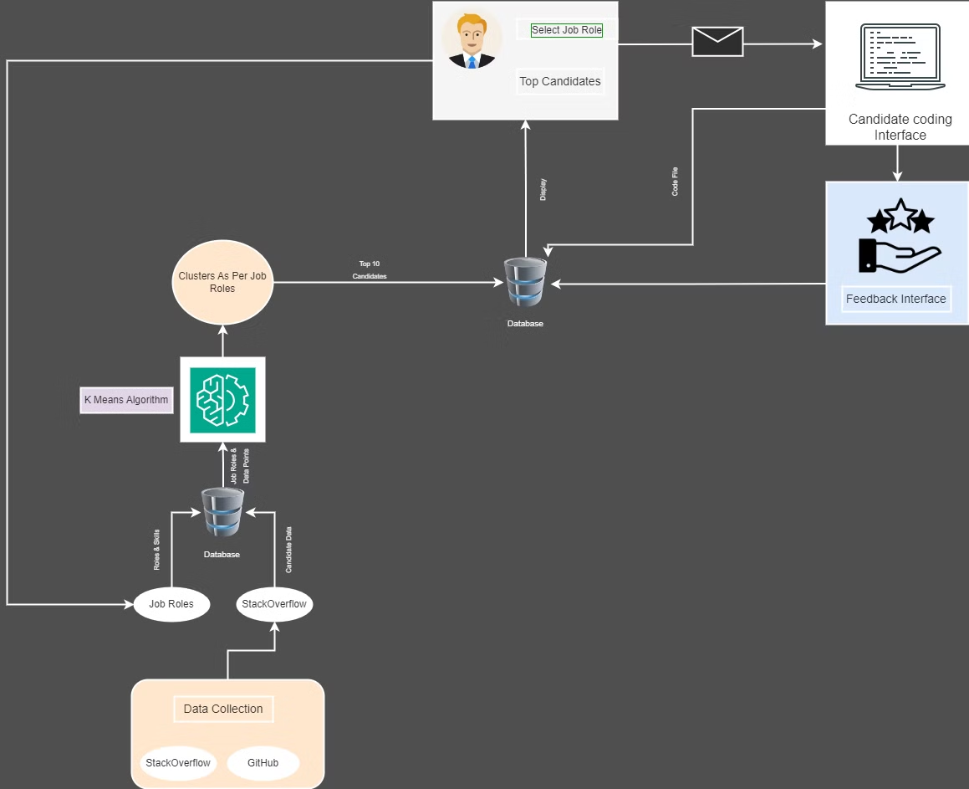 Select Job Role
Top Candidates
Candidate coding
Interface
Code File
Display
Clusters As Per Job
Roles
Top 10
Candidates
Database
Feedback Interface
K Means Algorithm
Job Roles &
Data Points
Database
Roles & Skills
Candidate Data
Job Roles
StackOverflow
Data Collection
StackOverflow
GitHub